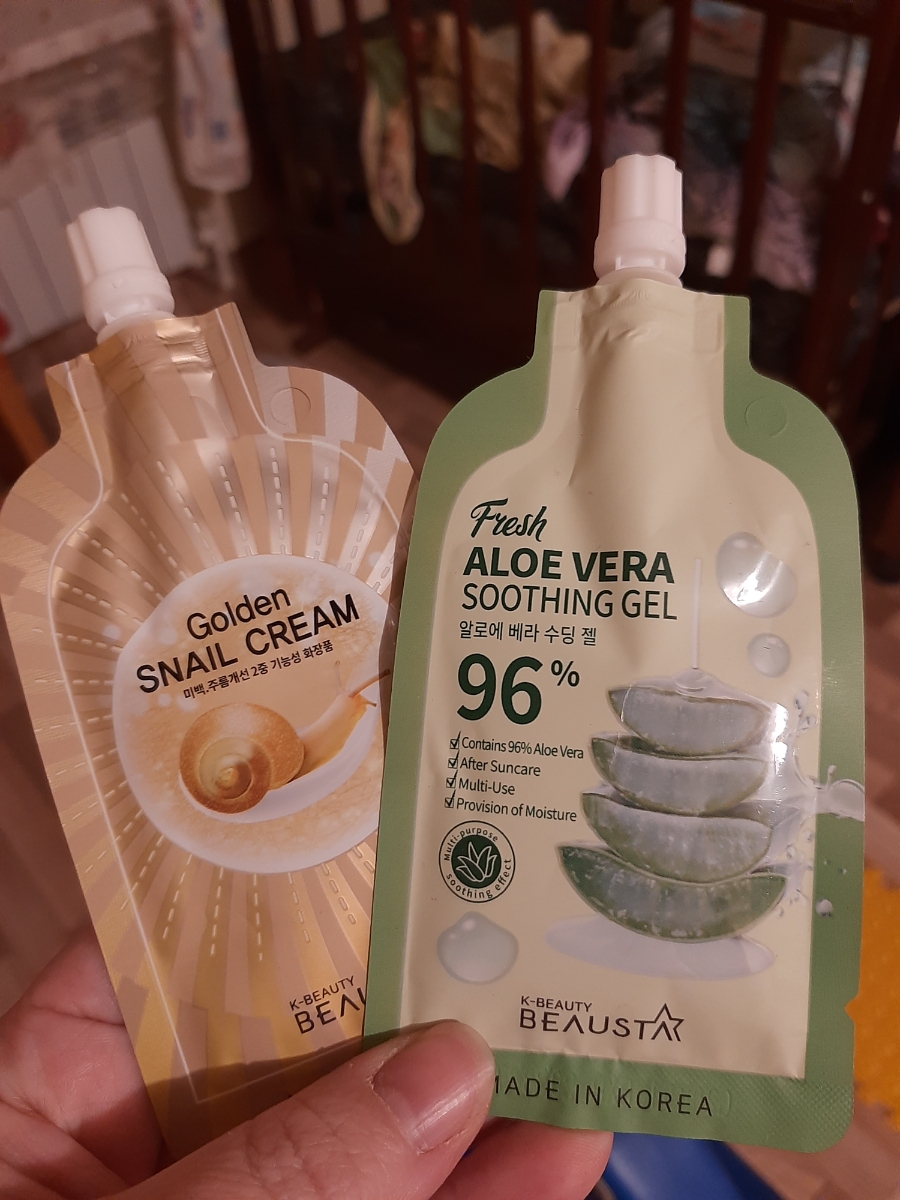 Golden
SNAIL CREAM
미백,주름개선 2중 기능성 화장품
K-BEAUTY
Fresh
ALOE VERA
SOOTHING GEL
알로에 베라 수딩 젤
96%
Contains 96% Aloe Vera
After Suncare
Multi-Use
Provision of Moisture
Multi-purpose
soothing effect
K-BEAUTY
BEAUSTA
MADE IN KOREA